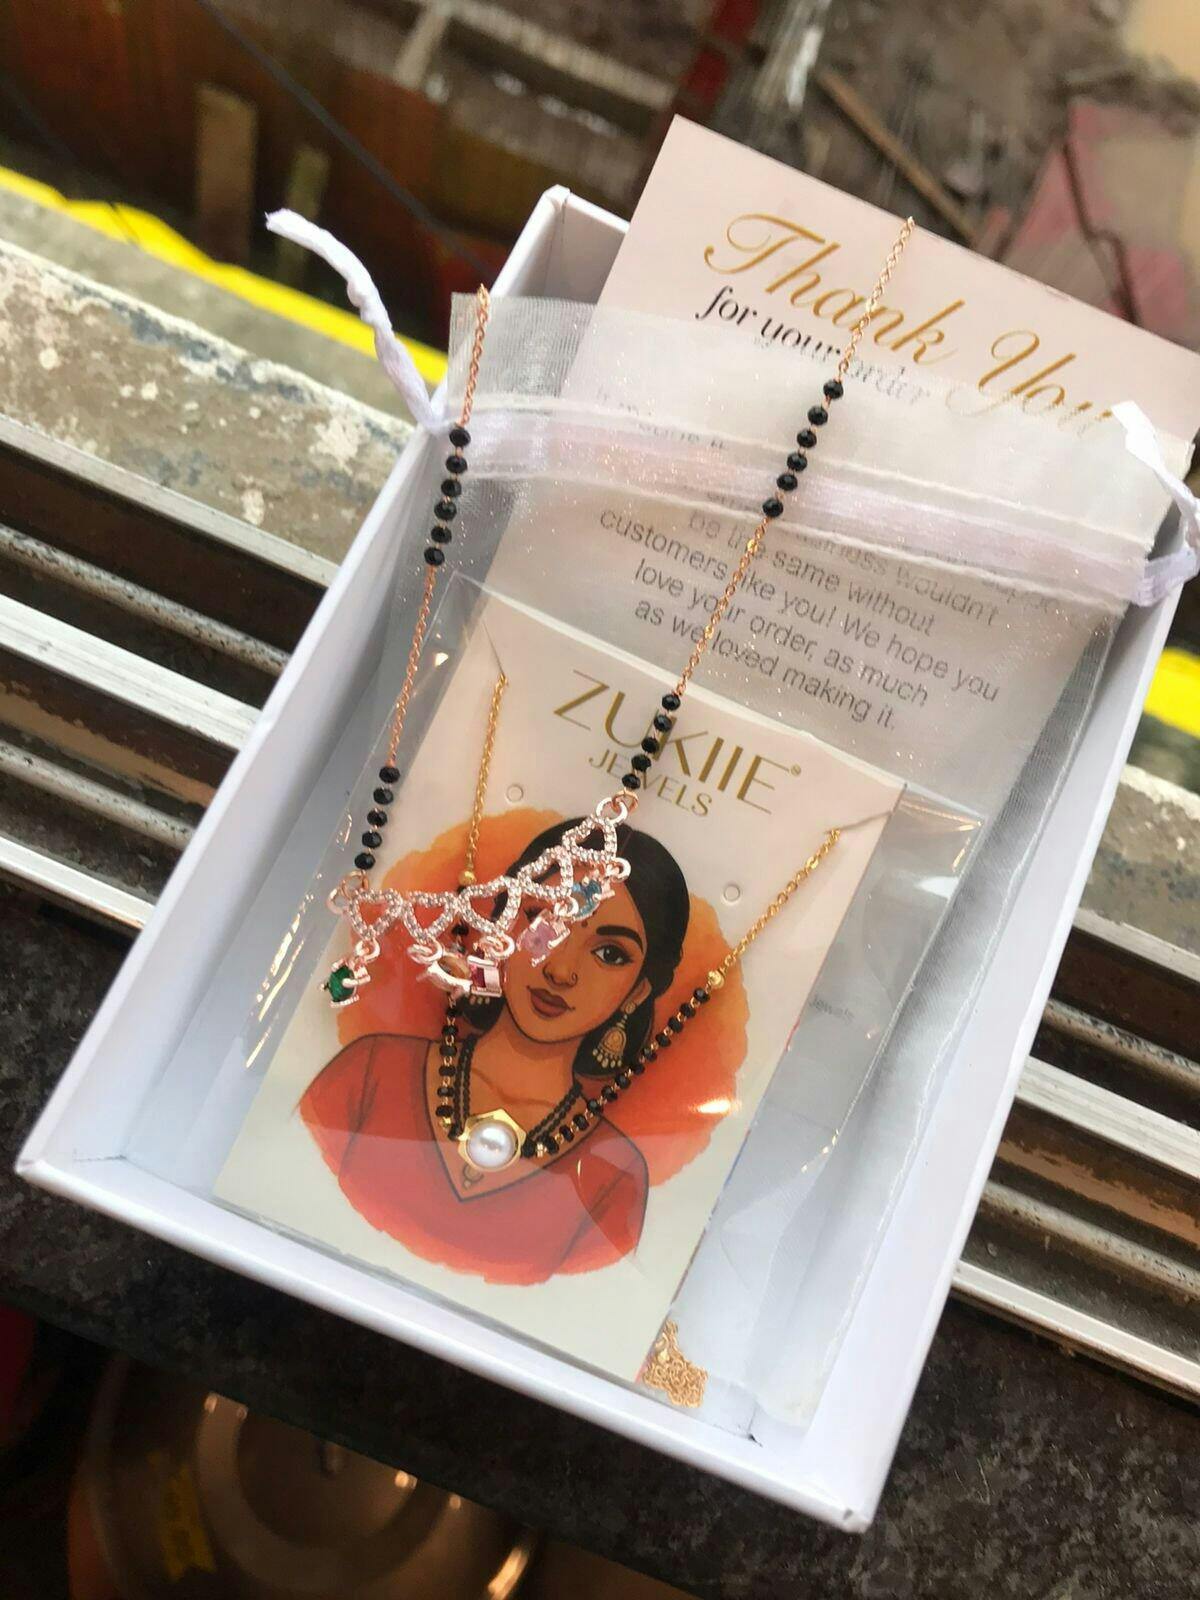 Thank You
for your order
be the same without
customers like you! We hope you
love your order, as much
as we loved making it.
ZUKIIE®
JEWELS
Jewels